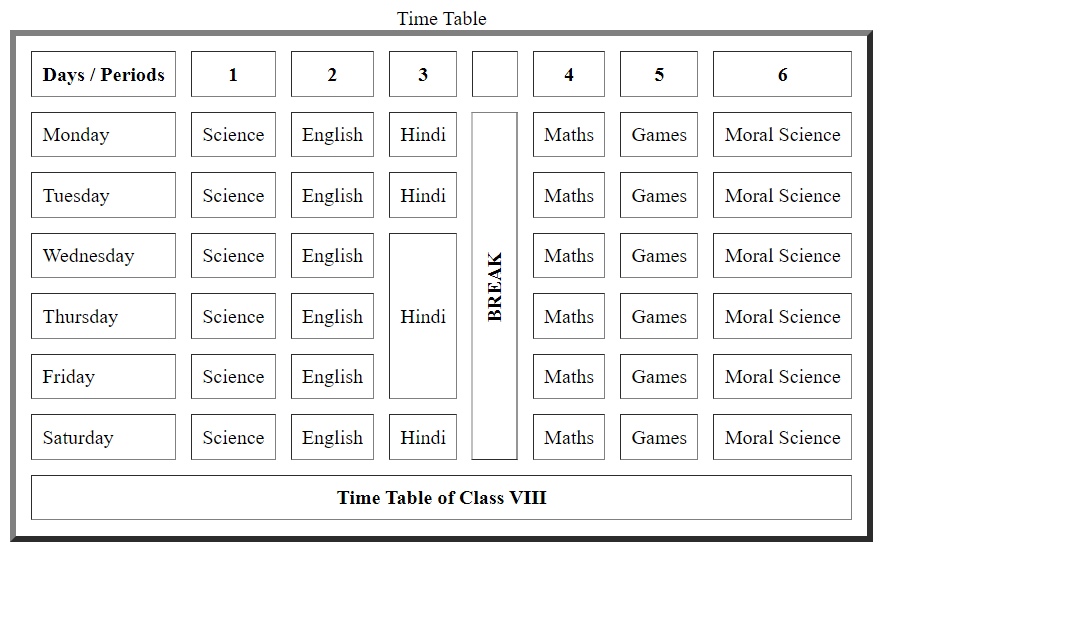 Time Table
Days / Periods 1 2 3 4 5 6
Monday Science English Hindi Maths Games Moral Science
Tuesday Science English Hindi Maths Games Moral Science
Wednesday Science English Maths Games Moral Science
Thursday Science English Hindi BREAK Maths Games Moral Science
Friday Science English Maths Games Moral Science
Saturday Science English Hindi Maths Games Moral Science
Time Table of Class VIII